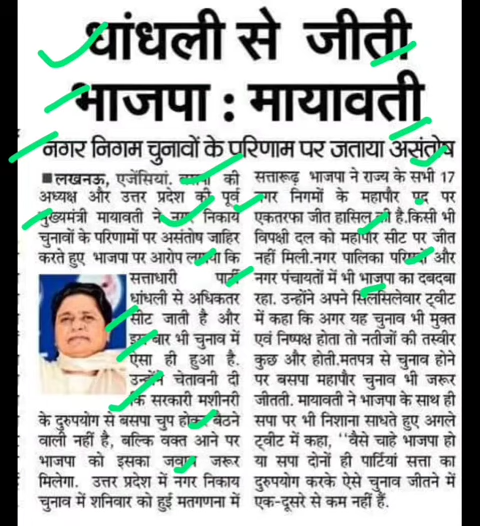 धांधली से जीती
भाजपा : मायावती
नगर निगम चुनावों के परिणाम पर जताया असंतोष
■लखनऊ, एजेंसियां. बसपा की
अध्यक्ष और उत्तर प्रदेश की पूर्व
मुख्यमंत्री मायावती ने नगर निकाय
चुनावों के परिणामों पर असंतोष जाहिर
करते हुए भाजपा पर आरोप लगाया कि
सत्ताधारी पार्टी
धांधली से अधिकतर
सीट जाती है और
इस बार भी चुनाव में
ऐसा ही हुआ है.
उन्होंने चेतावनी दी
कि सरकारी मशीनरी
के दुरुपयोग से बसपा चुप होकर बैठने
वाली नहीं है, बल्कि वक्त आने पर
भाजपा को इसका जवाब जरूर
मिलेगा. उत्तर प्रदेश में नगर निकाय
चुनाव में शनिवार को हुई मतगणना में
सत्तारूढ़ भाजपा ने राज्य के सभी 17
नगर निगमों के महापौर पद पर
एकतरफा जीत हासिल की है.किसी भी
विपक्षी दल को महापौर सीट पर जीत
नहीं मिली.नगर पालिका परिषदों और
नगर पंचायतों में भी भाजपा का दबदबा
रहा. उन्होंने अपने सिलसिलेवार ट्वीट
में कहा कि अगर यह चुनाव भी मुक्त
एवं निष्पक्ष होता तो नतीजों की तस्वीर
कुछ और होती.मतपत्र से चुनाव होने
पर बसपा महापौर चुनाव भी जरूर
जीतती. मायावती ने भाजपा के साथ ही
सपा पर भी निशाना साधते हुए अगले
ट्वीट में कहा, ''वैसे चाहे भाजपा हो
या सपा दोनों ही पार्टियां सत्ता का
दुरुपयोग करके ऐसे चुनाव जीतने में
एक-दूसरे से कम नहीं हैं.